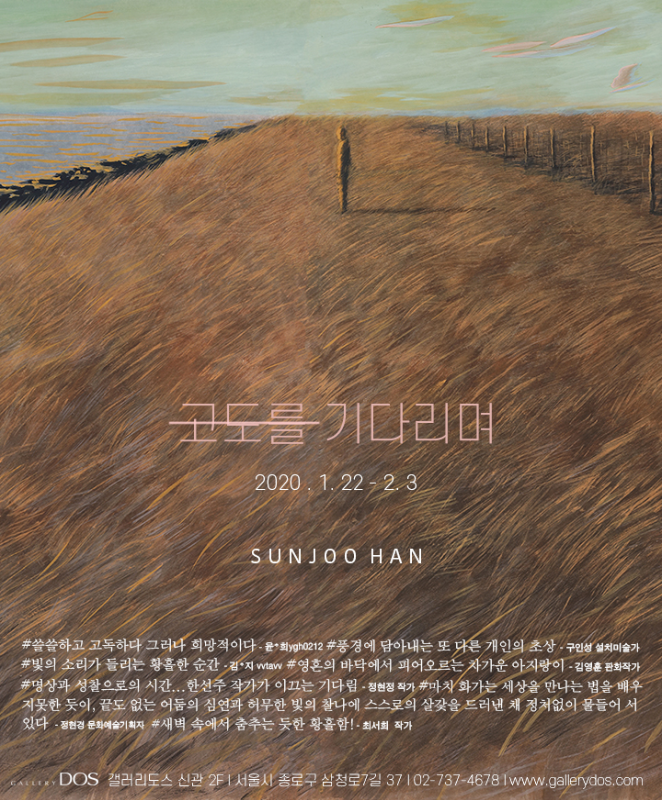 고도를 기다리며
2020 . 1. 22 - 2. 3
SUNJOO HAN
#쓸쓸하고 고독하다 그러나 희망적이다 - 윤*희ygh0212 #풍경에 담아내는 또 다른 개인의 초상 - 구인성 설치미술가
#빛의 소리가 들리는 황홀한 순간 - 김*지 vvtavv #영혼의 바닥에서 피어오르는 차가운 아지랑이 - 김영훈 판화작가
#명상과 성찰으로의 시간...한선주 작가가 이끄는 기다림 - 정현정 작가 #마치 화가는 세상을 만나는 법을 배우
지못한 듯이, 끝도 없는 어둠의 심연과 허무한 빛의 찰나에 스스로의 살갗을 드러낸 채 정처없이 물들어 서
있다 - 정현경 문화예술기획자 #새벽 속에서 춤추는 듯한 황홀함! - 최서희 작가
GALLERY DOS 갤러리도스 신관 2F I 서울시 종로구 삼청로7길 37 I 02-737-4678 I www.gallerydos.com